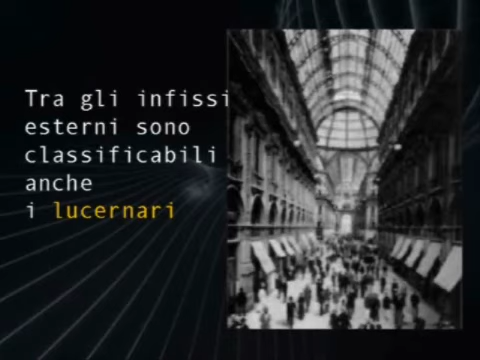 Tra gli infissi
esterni sono
classificabili
anche
i lucernari